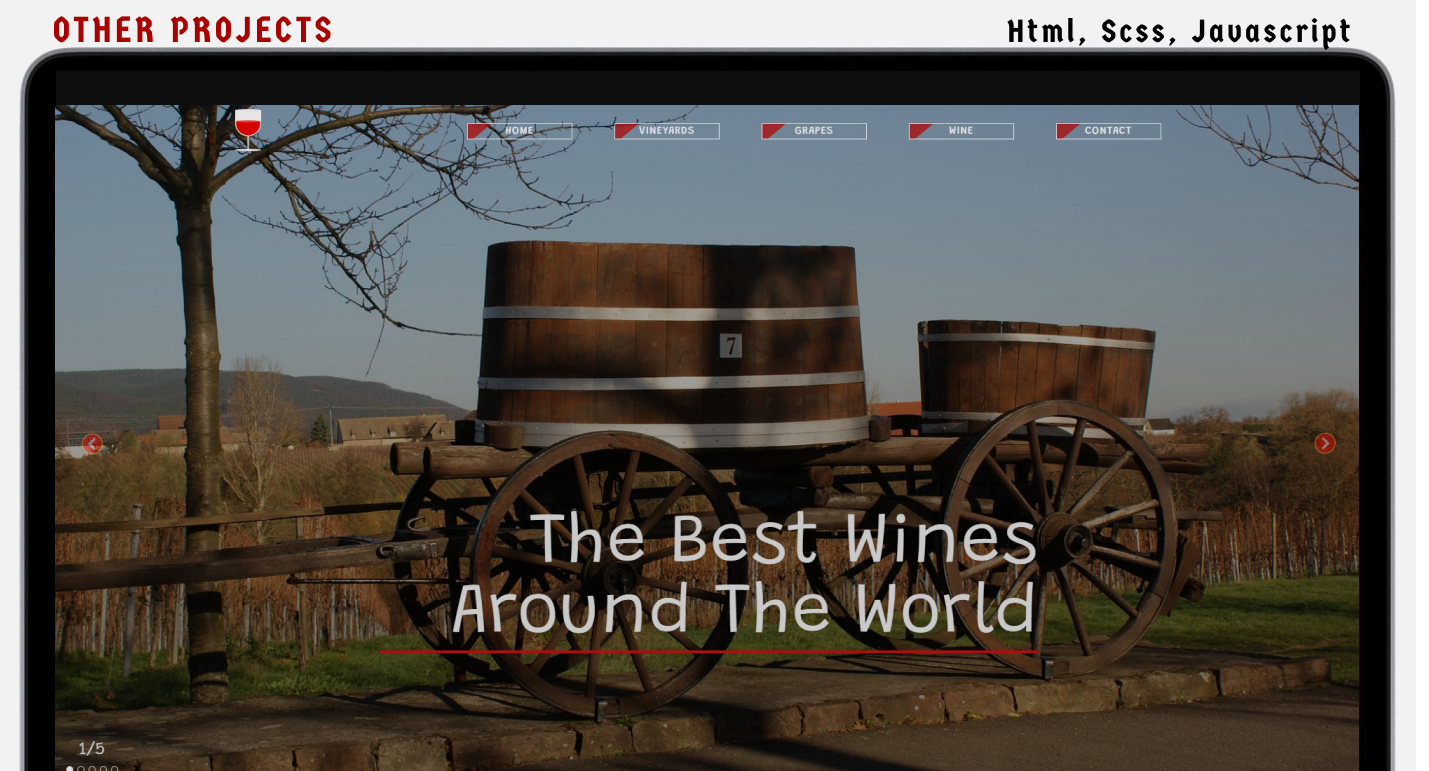 OTHER PROJECTS
Html, Scss, Javascript
HOME
VINEYARDS
GRAPES
WINE
CONTACT
7
The Best Wines
Around The World
1/5